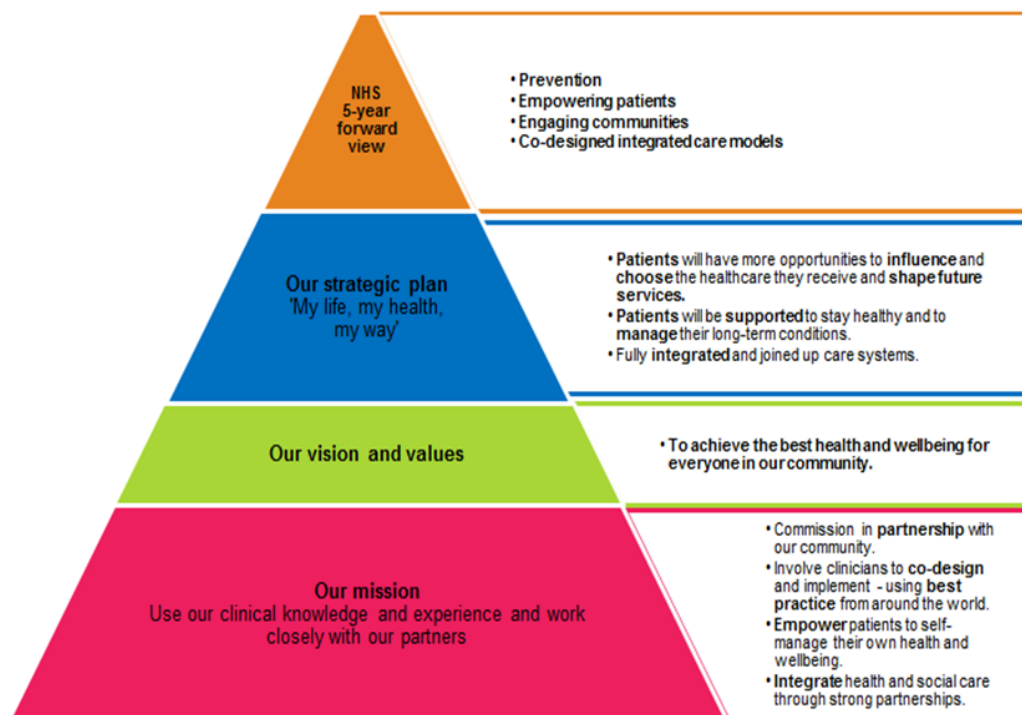 NHS
5-year
forward
view
• Prevention
• Empowering patients
• Engaging communities
• Co-designed integrated care models
Our strategic plan
'My life, my health,
my way'
• Patients will have more opportunities to influence and
choose the healthcare they receive and shape future
services.
• Patients will be supported to stay healthy and to
manage their long-term conditions.
• Fully integrated and joined up care systems.
Our vision and values
• To achieve the best health and wellbeing for
everyone in our community.
Our mission
Use our clinical knowledge and experience and work
closely with our partners
• Commission in partnership with
our community.
• Involve clinicians to co-design
and implement - using best
practice from around the world.
• Empower patients to self-
manage their own health and
wellbeing.
• Integrate health and social care
through strong partnerships.